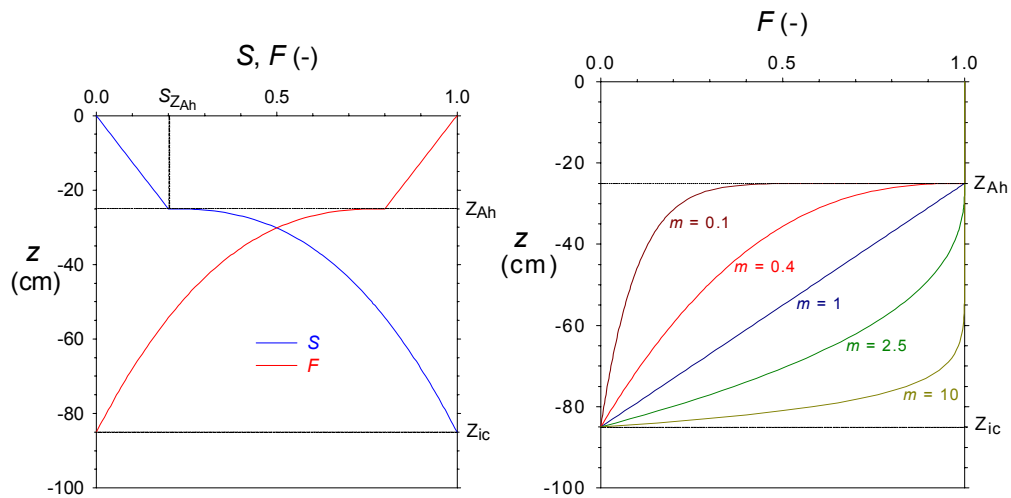 S, F (-)
0.0 S_ZAh 0.5 1.0
0
-20
-40
-60
-80
-100
z
(cm)
Z_Ah
Z_ic
S
F
F (-)
0.0 0.5 1.0
0
-20
-40
-60
-80
-100
z
(cm)
Z_Ah
Z_ic
m = 0.1
m = 0.4
m = 1
m = 2.5
m = 10